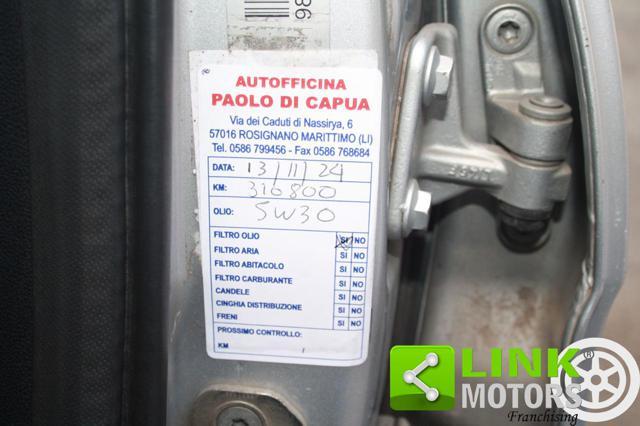 98
AUTOFFICINA
PAOLO DI CAPUA
Via dei Caduti di Nassirya, 6
57016 ROSIGNANO MARITTIMO (LI)
Tel. 0586 799456 - Fax 0586 768684
DATA: 13/11/24
KM: 316800
OLIO: 5W30
FILTRO OLIO SI NO
FILTRO ARIA SI NO
FILTRO ABITACOLO SI NO
FILTRO CARBURANTE SI NO
CANDELE SI NO
CINGHIA DISTRIBUZIONE SI NO
FRENI SI NO
PROSSIMO CONTROLLO:
KM
LINK
MOTORS
Franchising
®